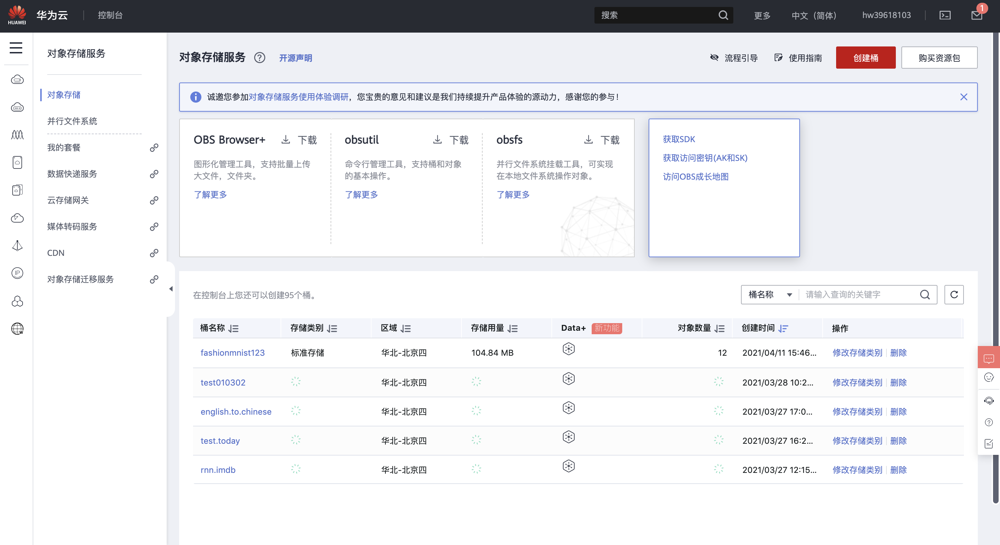 HUAWEI
华为云
控制台
搜索
更多
中文（简体）
hw39618103
1
对象存储服务
对象存储
并行文件系统
我的套餐
数据快递服务
云存储网关
媒体转码服务
CDN
对象存储迁移服务
IP
W
对象存储服务
开源声明
流程引导
使用指南
创建桶
购买资源包
诚邀您参加对象存储服务使用体验调研，您宝贵的意见和建议是我们持续提升产品体验的源动力，感谢您的参与！
OBS Browser+ 下载
图形化管理工具，支持批量上传
大文件，文件夹。
了解更多
obsutil 下载
命令行管理工具，支持桶和对象
的基本操作。
了解更多
obsfs 下载
并行文件系统挂载工具，可实现
在本地文件系统操作对象。
了解更多
获取SDK
获取访问密钥(AK和SK)
访问OBS成长地图
在控制台上您还可以创建95个桶。
桶名称 请输入查询的关键字
桶名称 存储类别 区域 存储用量 Data+ 新功能 对象数量 创建时间 操作
fashionmnist123 标准存储 华北-北京四 104.84 MB 12 2021/04/11 15:46... 修改存储类别 删除
test010302 华北-北京四 2021/03/28 10:2... 修改存储类别 删除
english.to.chinese 华北-北京四 2021/03/27 17:0... 修改存储类别 删除
test.today 华北-北京四 2021/03/27 16:2... 修改存储类别 删除
rnn.imdb 华北-北京四 2021/03/27 12:15... 修改存储类别 删除